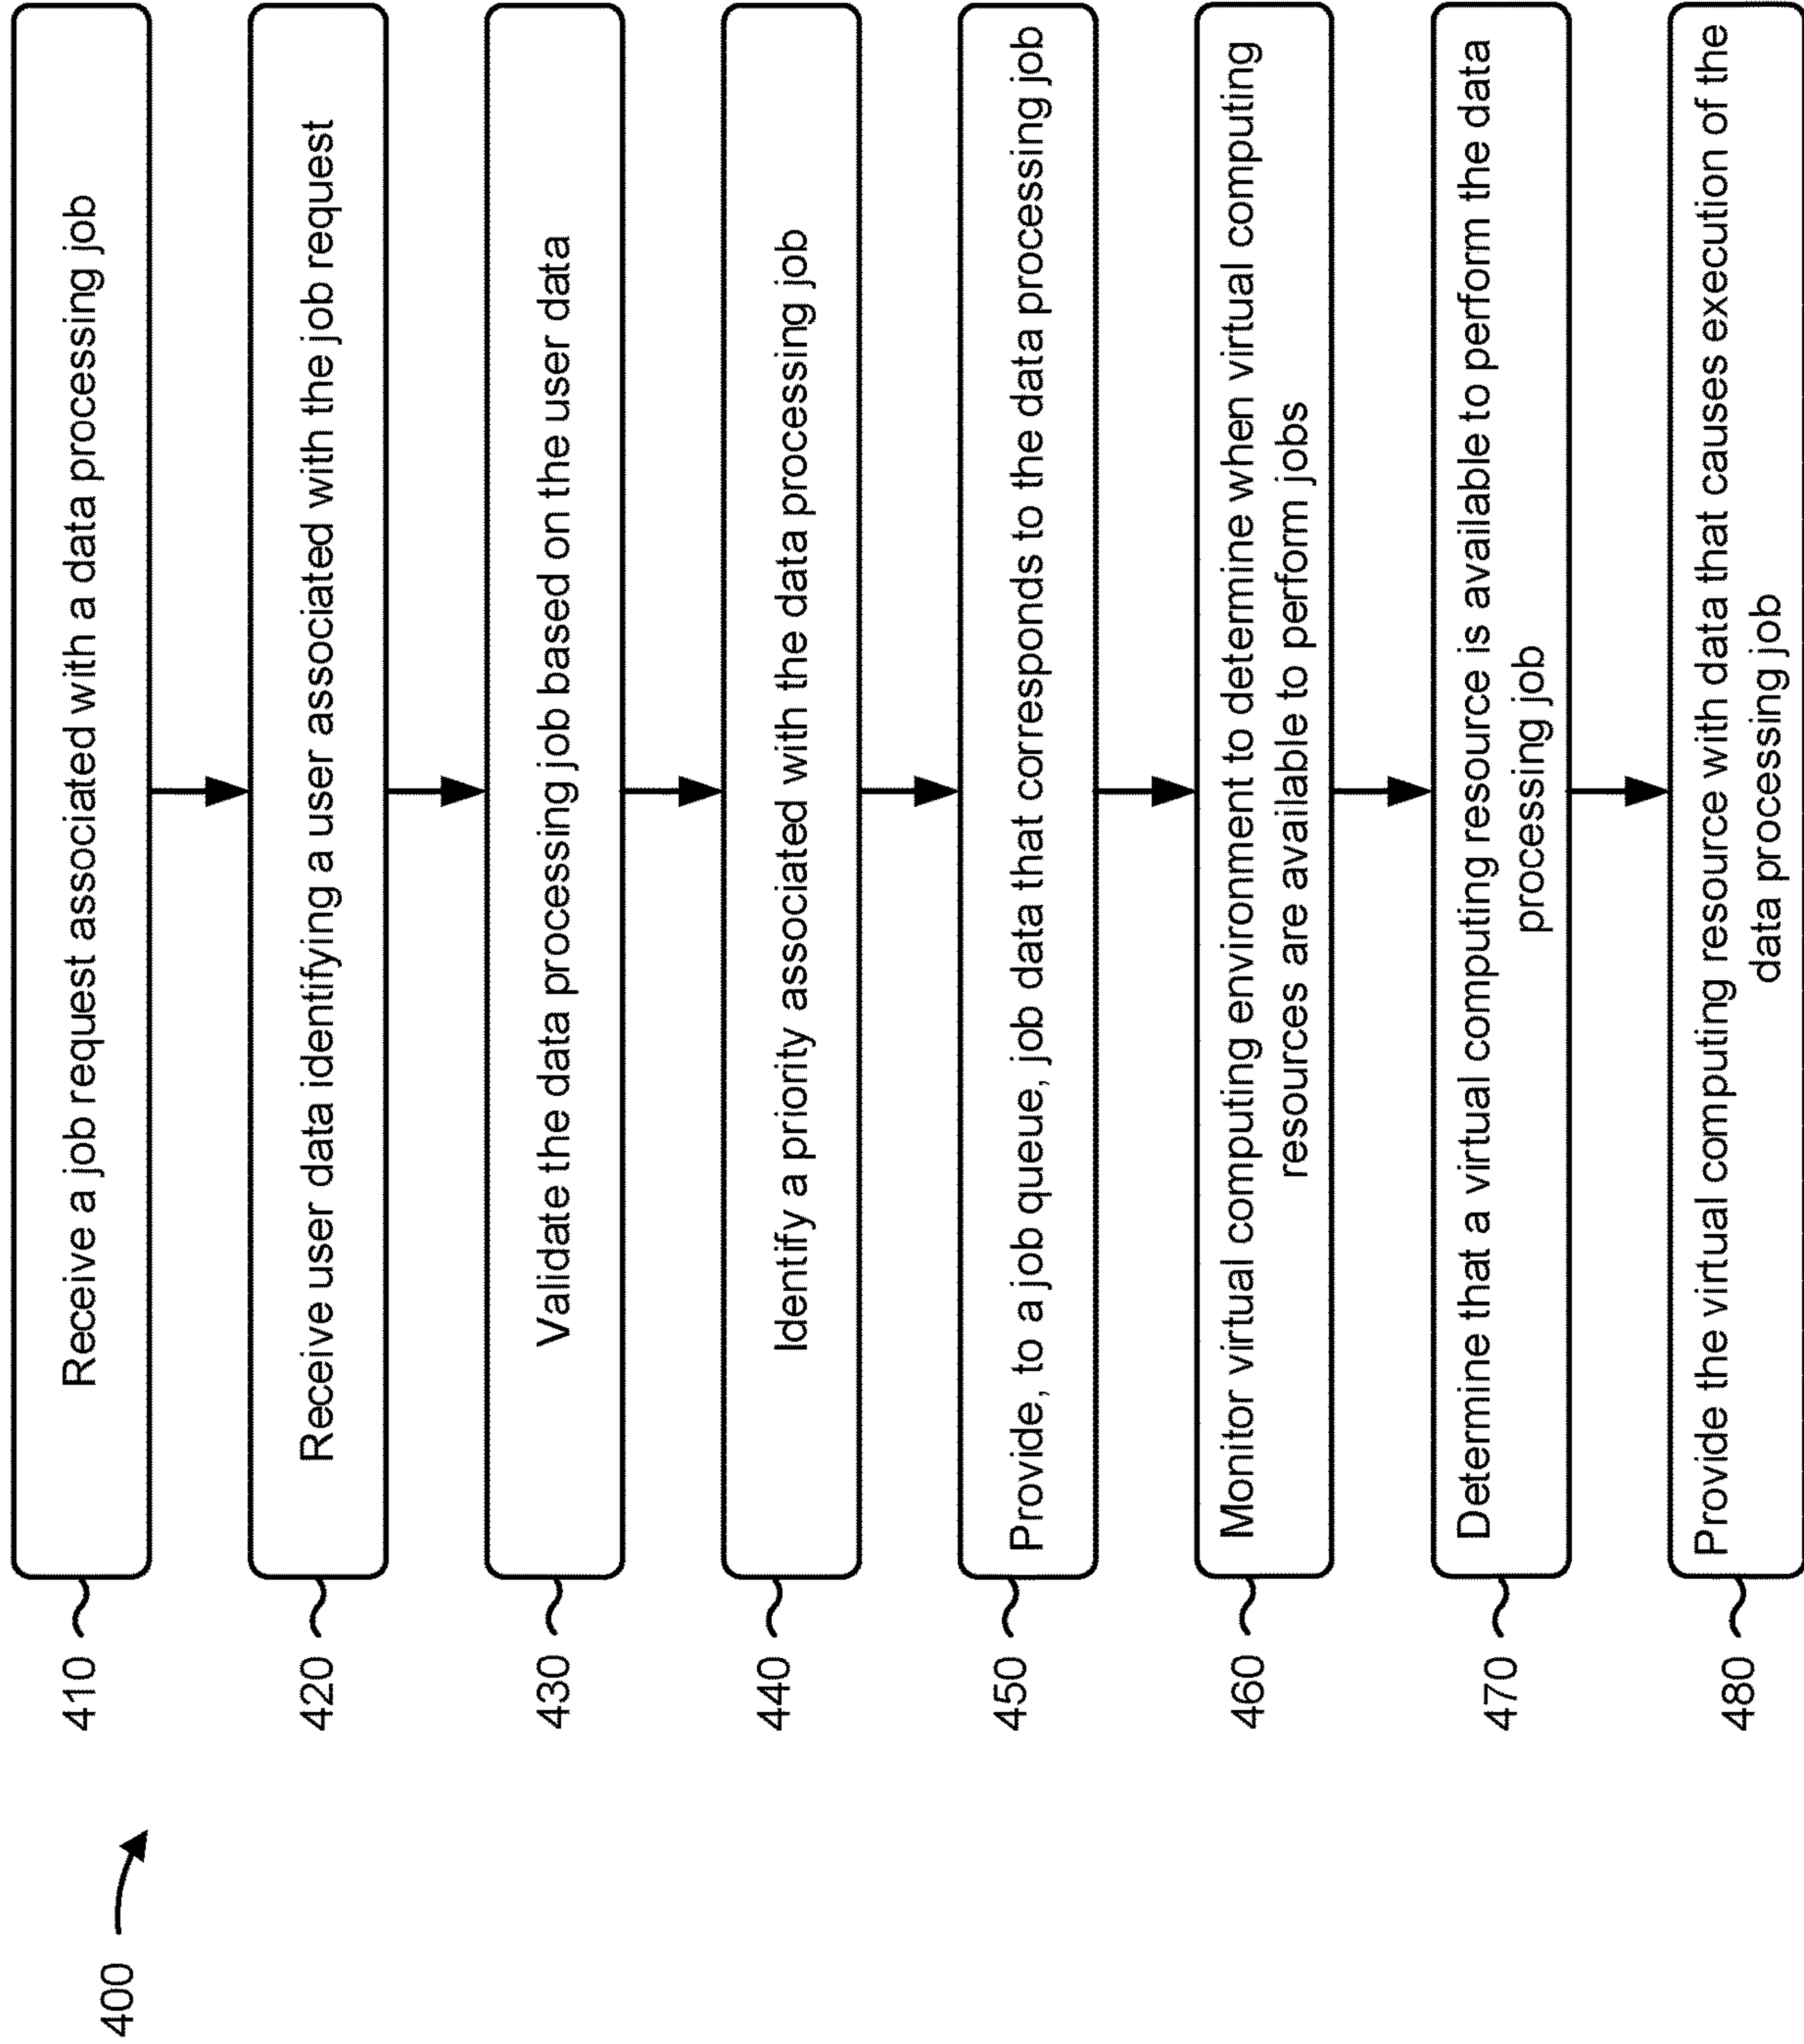 400
410
Receive a job request associated with a data processing job
420
Receive user data identifying a user associated with the job request
430
Validate the data processing job based on the user data
440
Identify a priority associated with the data processing job
450
Provide, to a job queue, job data that corresponds to the data processing job
460
Monitor virtual computing environment to determine when virtual computing
resources are available to perform jobs
470
Determine that a virtual computing resource is available to perform the data
processing job
480
Provide the virtual computing resource with data that causes execution of the
data processing job